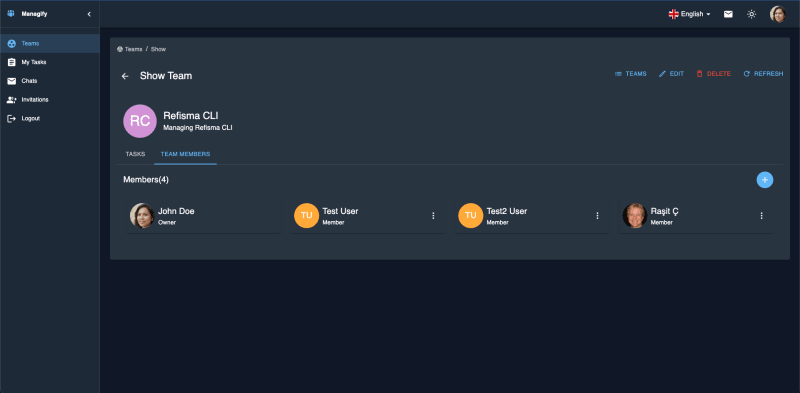 Managify
English
Teams
My Tasks
Chats
Invitations
Logout
Teams / Show
Show Team
TEAMS
EDIT
DELETE
REFRESH
RC
Refisma CLI
Managing Refisma CLI
TASKS
TEAM MEMBERS
Members(4)
John Doe
Owner
TU
Test User
Member
TU
Test2 User
Member
Raşit Ç
Member